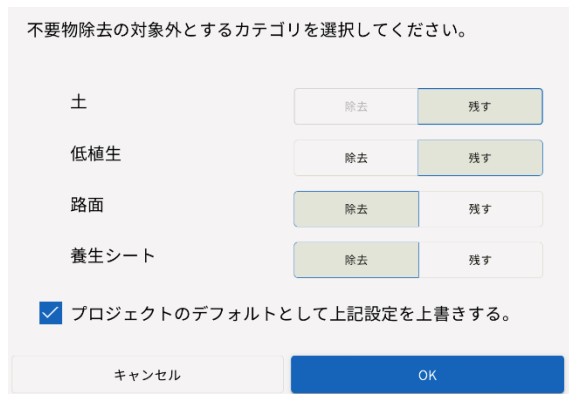 不要物除去の対象外とするカテゴリを選択してください。
土 除去 残す
低植生 除去 残す
路面 除去 残す
養生シート 除去 残す
プロジェクトのデフォルトとして上記設定を上書きする。
キャンセル OK